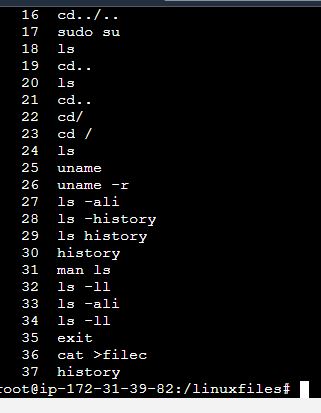 16 cd../..
17 sudo su
18 ls
19 cd..
20 ls
21 cd..
22 cd/
23 cd /
24 ls
25 uname
26 uname -r
27 ls -ali
28 ls -history
29 ls history
30 history
31 man ls
32 ls -ll
33 ls -ali
34 ls -ll
35 exit
36 cat >filec
37 history
root@ip-172-31-39-82:/linuxfiles#